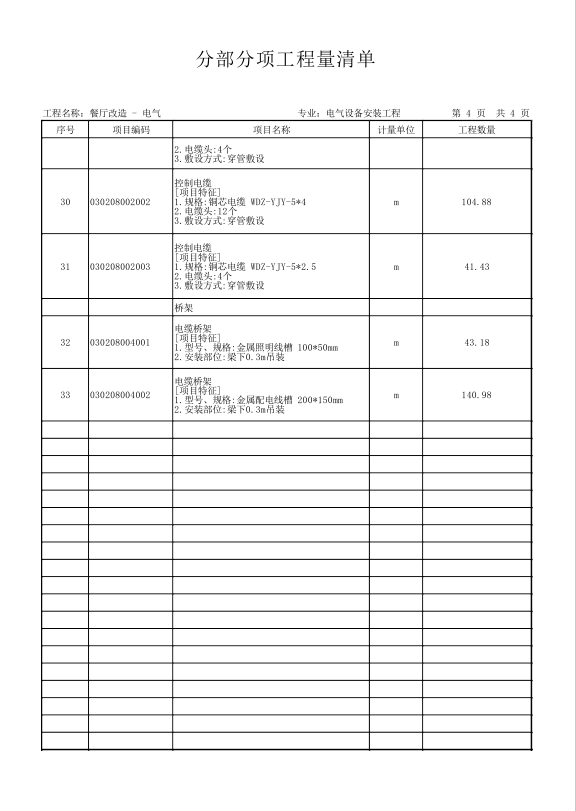 分部分项工程量清单
工程名称：餐厅改造 - 电气 专业：电气设备安装工程 第 4 页 共 4 页
序号 项目编码 项目名称 计量单位 工程数量
2.电缆头:4个
3.敷设方式:穿管敷设
控制电缆
[项目特征]
30 030208002002 1.规格:铜芯电缆 WDZ-YJY-5*4 m 104.88
2.电缆头:12个
3.敷设方式:穿管敷设
控制电缆
[项目特征]
31 030208002003 1.规格:铜芯电缆 WDZ-YJY-5*2.5 m 41.43
2.电缆头:4个
3.敷设方式:穿管敷设
桥架
电缆桥架
[项目特征]
32 030208004001 1.型号、规格:金属照明线槽 100*50mm m 43.18
2.安装部位:梁下0.3m吊装
电缆桥架
[项目特征]
33 030208004002 1.型号、规格:金属配电线槽 200*150mm m 140.98
2.安装部位:梁下0.3m吊装